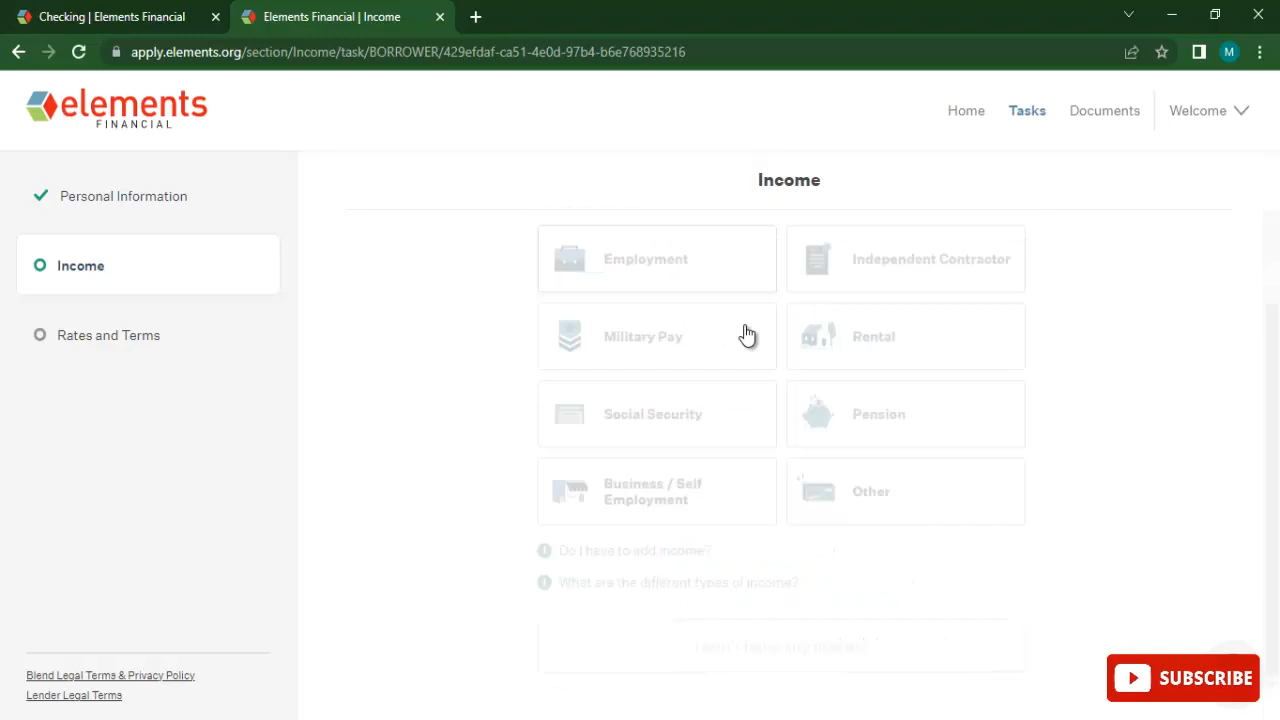 Checking | Elements Financial
Elements Financial | Income
apply.elements.org/section/Income/task/BORROWER/429efdaf-ca51-4e0d-97b4-b6e768935216
M
elements
FINANCIAL
Home
Tasks
Documents
Welcome
Personal Information
Income
Rates and Terms
Income
Employment
Independent Contractor
Military Pay
Rental
Social Security
Pension
Business / Self
Employment
Other
Do I have to add income?
What are the different types of income?
Blend Legal Terms & Privacy Policy
Lender Legal Terms
SUBSCRIBE